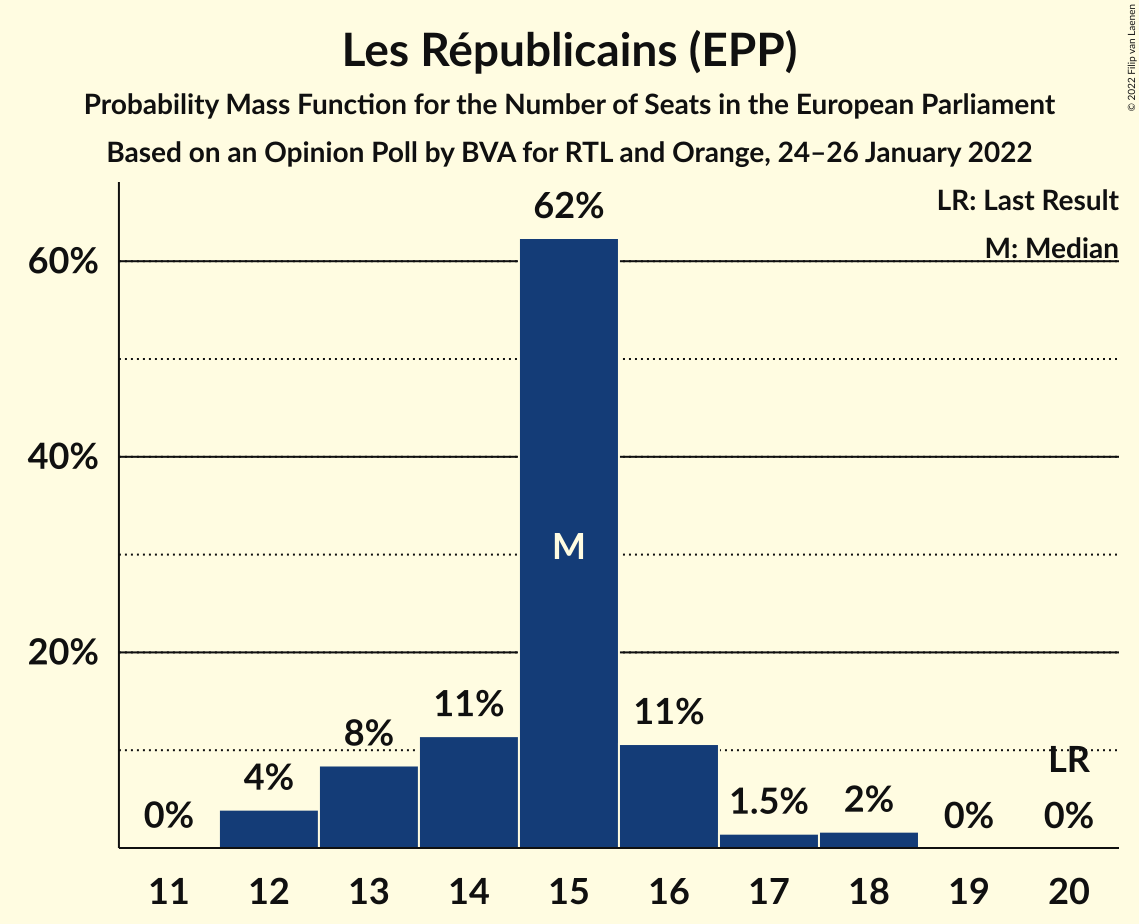 Les Républicains (EPP)
Probability Mass Function for the Number of Seats in the European Parliament
Based on an Opinion Poll by BVA for RTL and Orange, 24–26 January 2022
© 2022 Filip van Laenen
LR: Last Result
M: Median
60%
40%
20%
0%
4%
8%
11%
62%
M
11%
1.5%
2%
0%
LR
0%
11 12 13 14 15 16 17 18 19 20